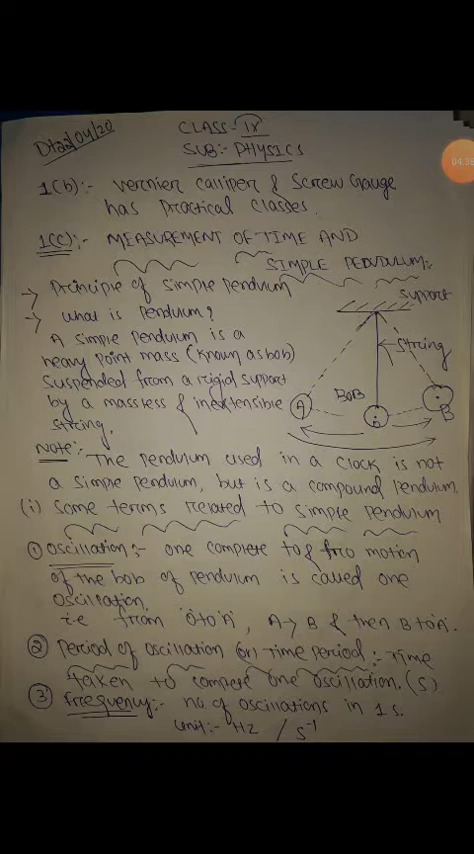 Dt 22/04/20
CLASS- IX
SUB:- PHYSICS
04:38
1(b):- Vernier calliper & Screw Gauge
has Practical classes.
1(c):- MEASUREMENT OF TIME AND
SIMPLE PENDULUM:-
→ Principle of simple pendulum
→ what is Pendulum?
A simple pendulum is a
heavy point mass (known as bob)
suspended from a rigid support
by a massless & inextensible
string.
Support
string
BOB
A
O
B
Note:- The pendulum used in a clock is not
a simple pendulum, but is a compound pendulum.
(i) Some terms related to simple pendulum
① Oscillation:- one complete to & fro motion
of the bob of pendulum is called one
oscillation.
i.e from 'O to A', A → B & then B to A.
② Period of oscillation (or) Time period:- Time
taken to complete one oscillation. (s)
③ Frequency:- no. of oscillations in 1 s.
Unit:- Hz / s⁻¹